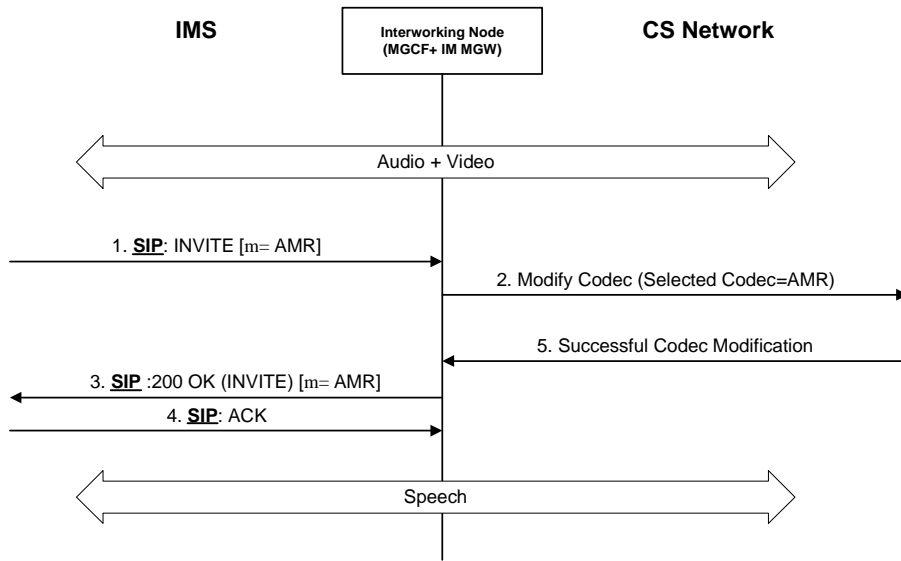 IMS
Interworking Node
(MGCF+ IM MGW)
CS Network
Audio + Video
1. SIP: INVITE [m= AMR]
2. Modify Codec (Selected Codec=AMR)
5. Successful Codec Modification
3. SIP :200 OK (INVITE) [m= AMR]
4. SIP: ACK
Speech